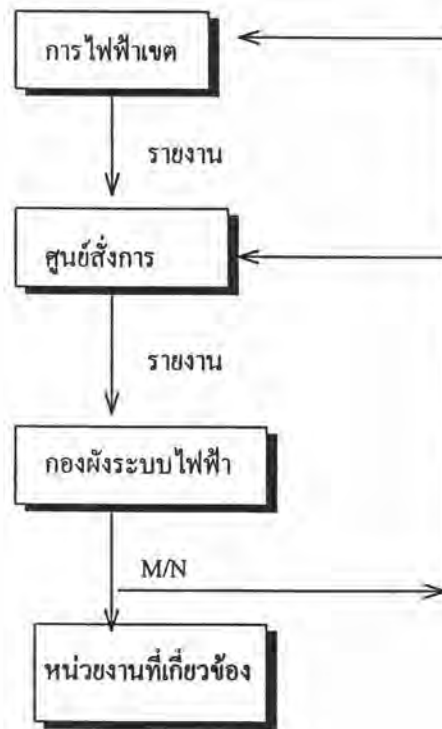 การไฟฟ้าเขต
รายงาน
ศูนย์สั่งการ
รายงาน
กองผังระบบไฟฟ้า
M/N
หน่วยงานที่เกี่ยวข้อง